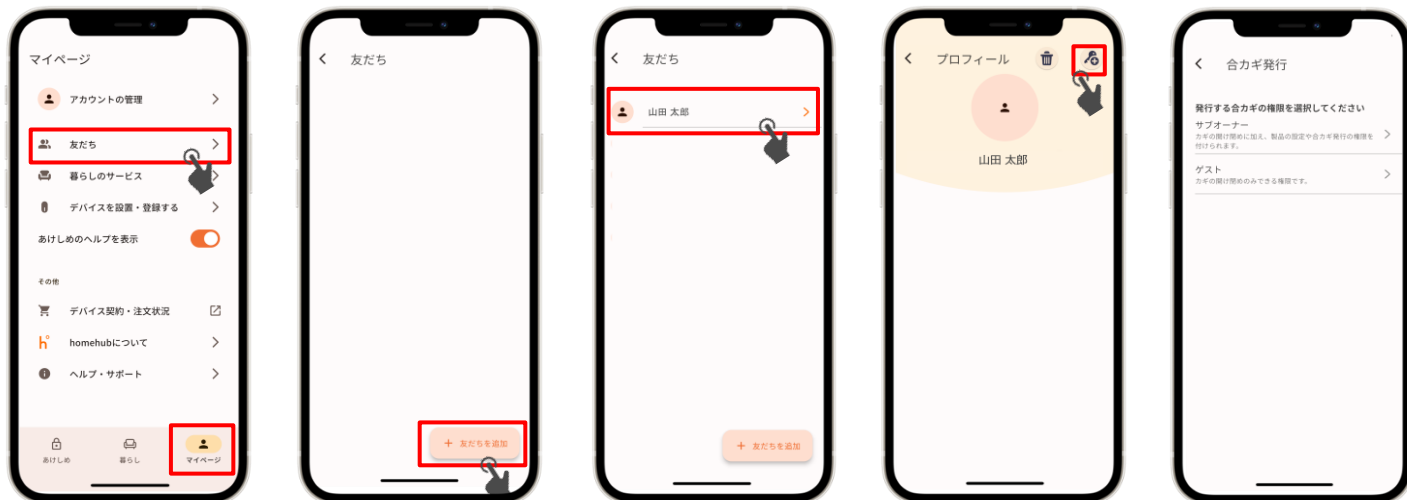 マイページ
アカウントの管理
友だち
暮らしのサービス
デバイスを設置・登録する
あけしめのヘルプを表示
その他
デバイス契約・注文状況
homehubについて
ヘルプ・サポート
あけしめ
暮らし
マイページ
友だち
+ 友だちを追加
友だち
山田 太郎
+ 友だちを追加
プロフィール
山田 太郎
合カギ発行
発行する合カギの権限を選択してください
サブオーナー
カギの開け閉めに加え、製品の設定や合カギ発行の権限を
付けられます。
ゲスト
カギの開け閉めのみできる権限です。